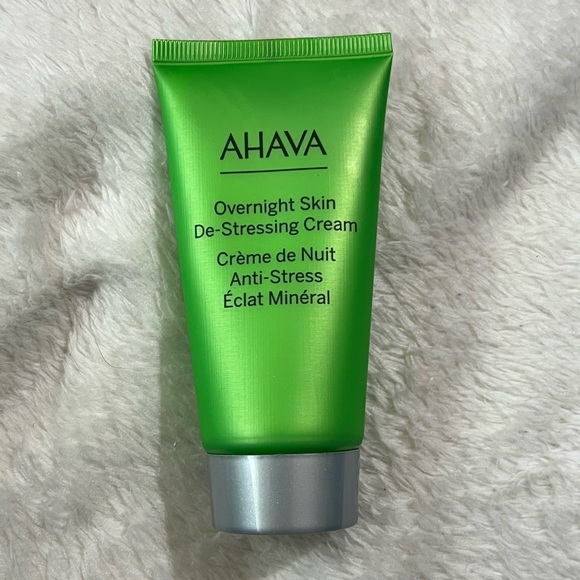 AHAVA
Overnight Skin
De-Stressing Cream
Crème de Nuit
Anti-Stress
Éclat Minéral